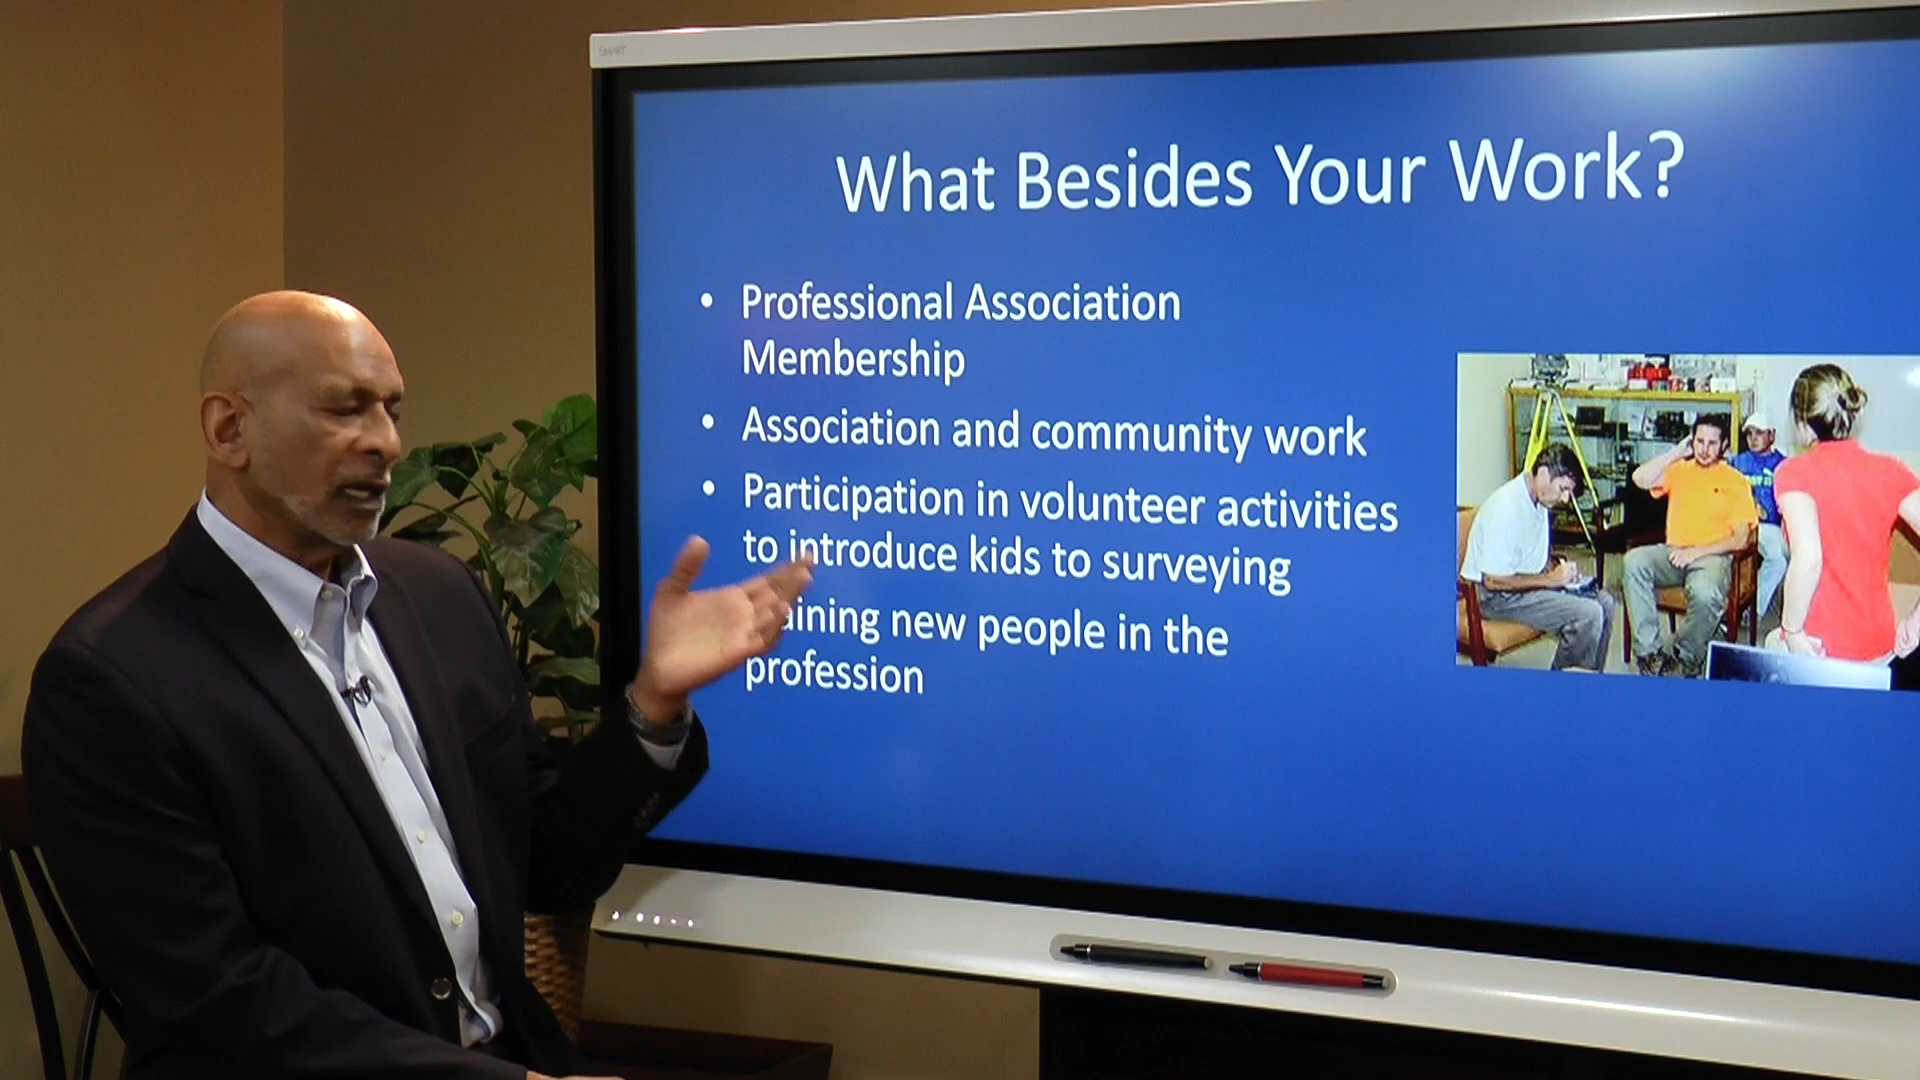 SMART
What Besides Your Work?
• Professional Association
Membership
• Association and community work
• Participation in volunteer activities
to introduce kids to surveying
new people in the
profession